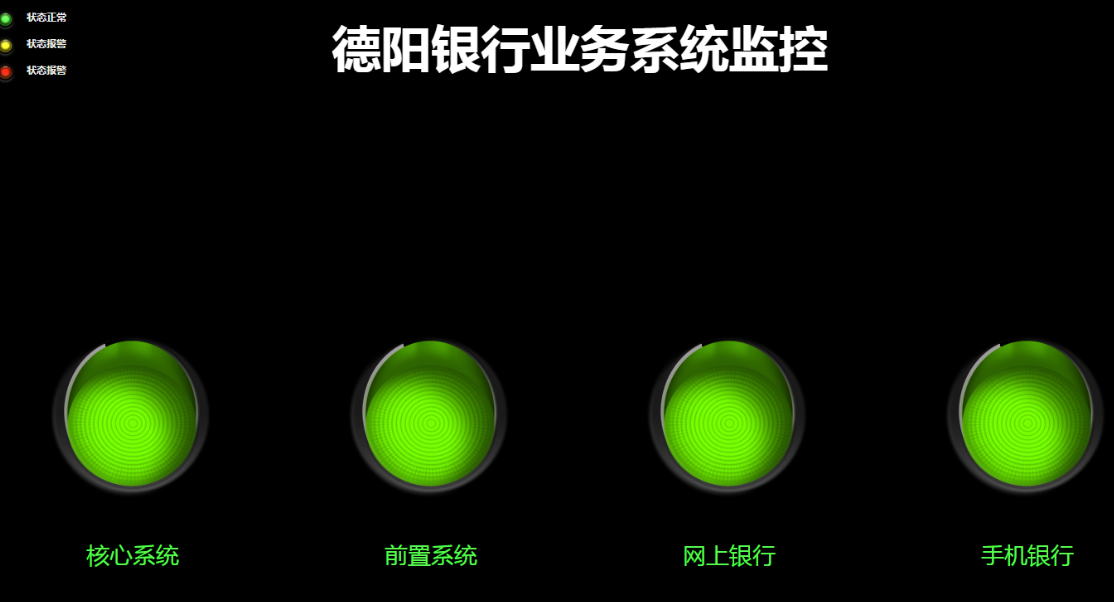 状态正常
状态报警
状态报警
德阳银行业务系统监控
核心系统
前置系统
网上银行
手机银行